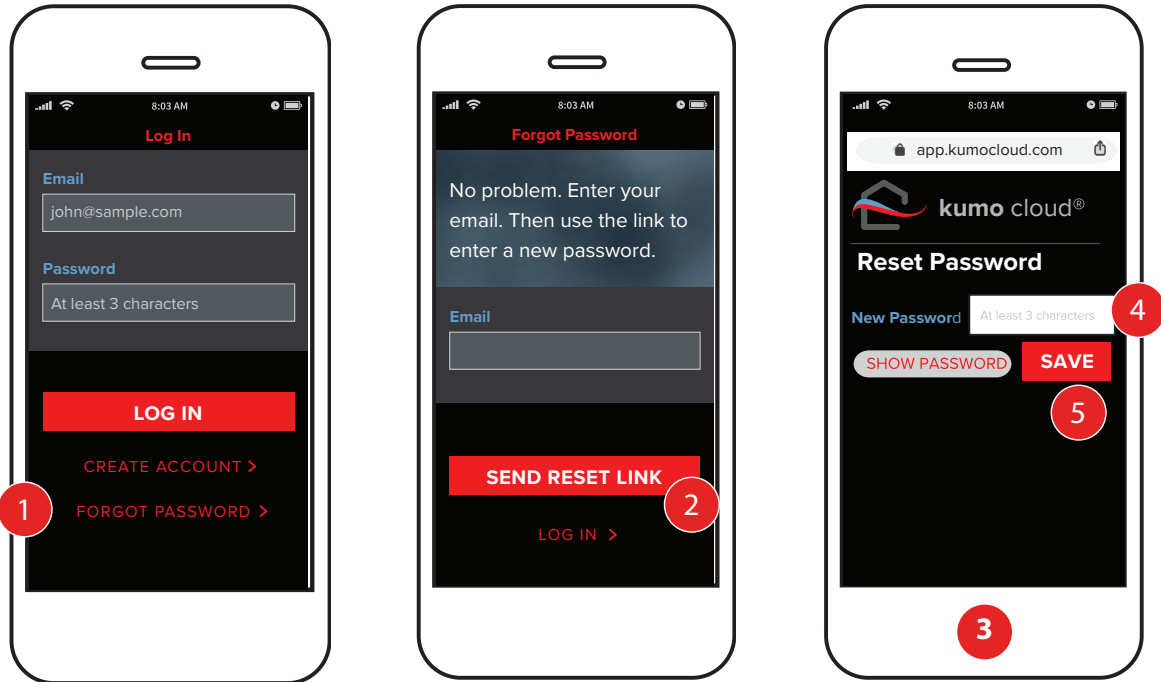 8:03 AM
Log In
Email
john@sample.com
Password
At least 3 characters
LOG IN
CREATE ACCOUNT >
1
FORGOT PASSWORD >
8:03 AM
Forgot Password
No problem. Enter your
email. Then use the link to
enter a new password.
Email
SEND RESET LINK
2
LOG IN >
8:03 AM
app.kumocloud.com
kumo cloud®
Reset Password
New Password
At least 3 characters
4
SHOW PASSWORD
SAVE
5
3